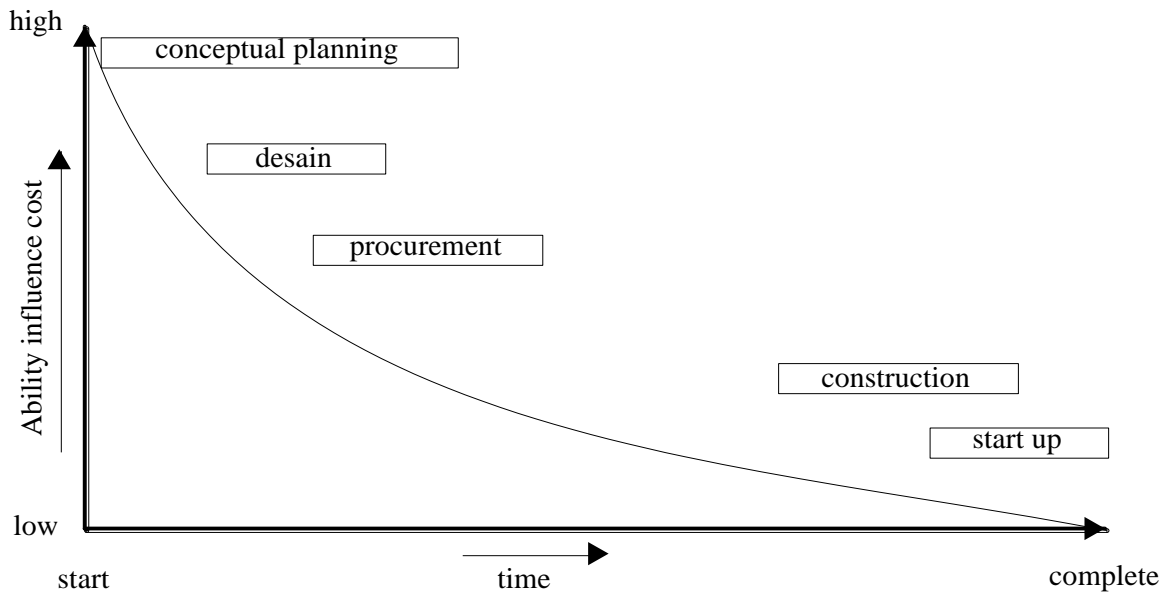 high
conceptual planning
desain
Ability influence cost
procurement
construction
start up
low
start
time
complete